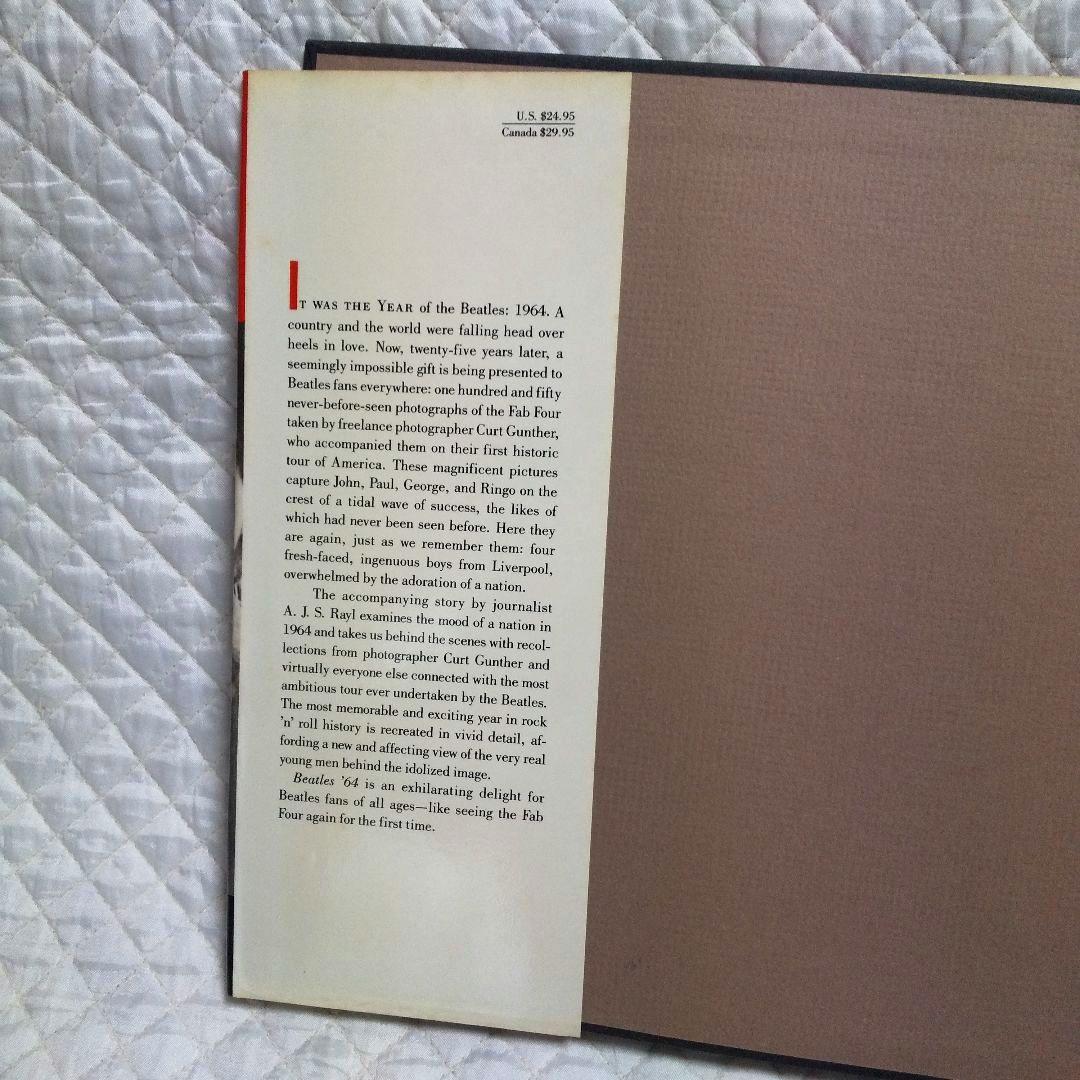 U.S. $24.95
Canada $29.95
IT WAS THE YEAR of the Beatles: 1964. A
country and the world were falling head over
heels in love. Now, twenty-five years later, a
seemingly impossible gift is being presented to
Beatles fans everywhere: one hundred and fifty
never-before-seen photographs of the Fab Four
taken by freelance photographer Curt Gunther,
who accompanied them on their first historic
tour of America. These magnificent pictures
capture John, Paul, George, and Ringo on the
crest of a tidal wave of success, the likes of
which had never been seen before. Here they
are again, just as we remember them: four
fresh-faced, ingenuous boys from Liverpool,
overwhelmed by the adoration of a nation.
The accompanying story by journalist
A. J. S. Rayl examines the mood of a nation in
1964 and takes us behind the scenes with recol-
lections from photographer Curt Gunther and
virtually everyone else connected with the most
ambitious tour ever undertaken by the Beatles.
The most memorable and exciting year in rock
'n' roll history is recreated in vivid detail, af-
fording a new and affecting view of the very real
young men behind the idolized image.
Beatles '64 is an exhilarating delight for
Beatles fans of all ages—like seeing the Fab
Four again for the first time.